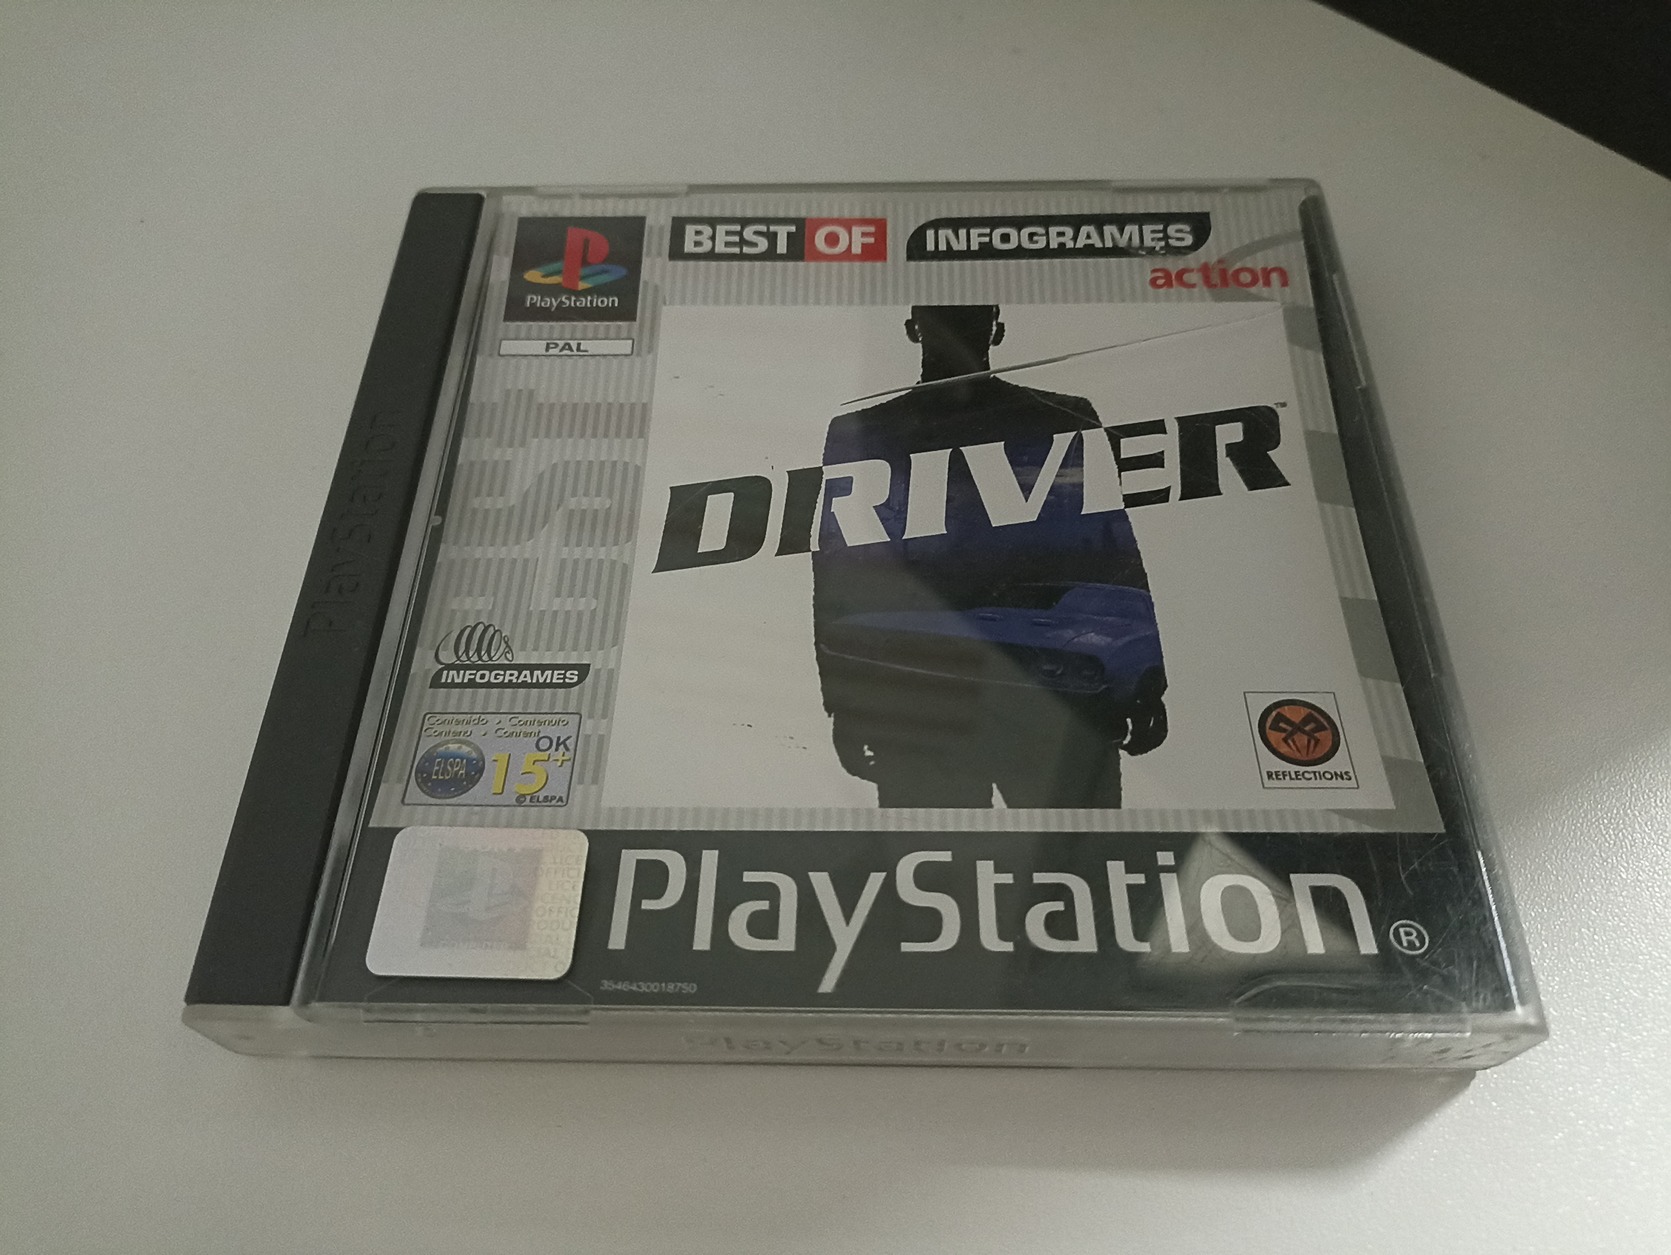 PlayStation
PAL
BEST OF INFOGRAMES
action
DRIVER™
PlayStation
INFOGRAMES
Contenido • Contenuto
Contenu • Content
OK
ELSPA 15+
© ELSPA
REFLECTIONS
PlayStation®
3546430018750
PlayStation